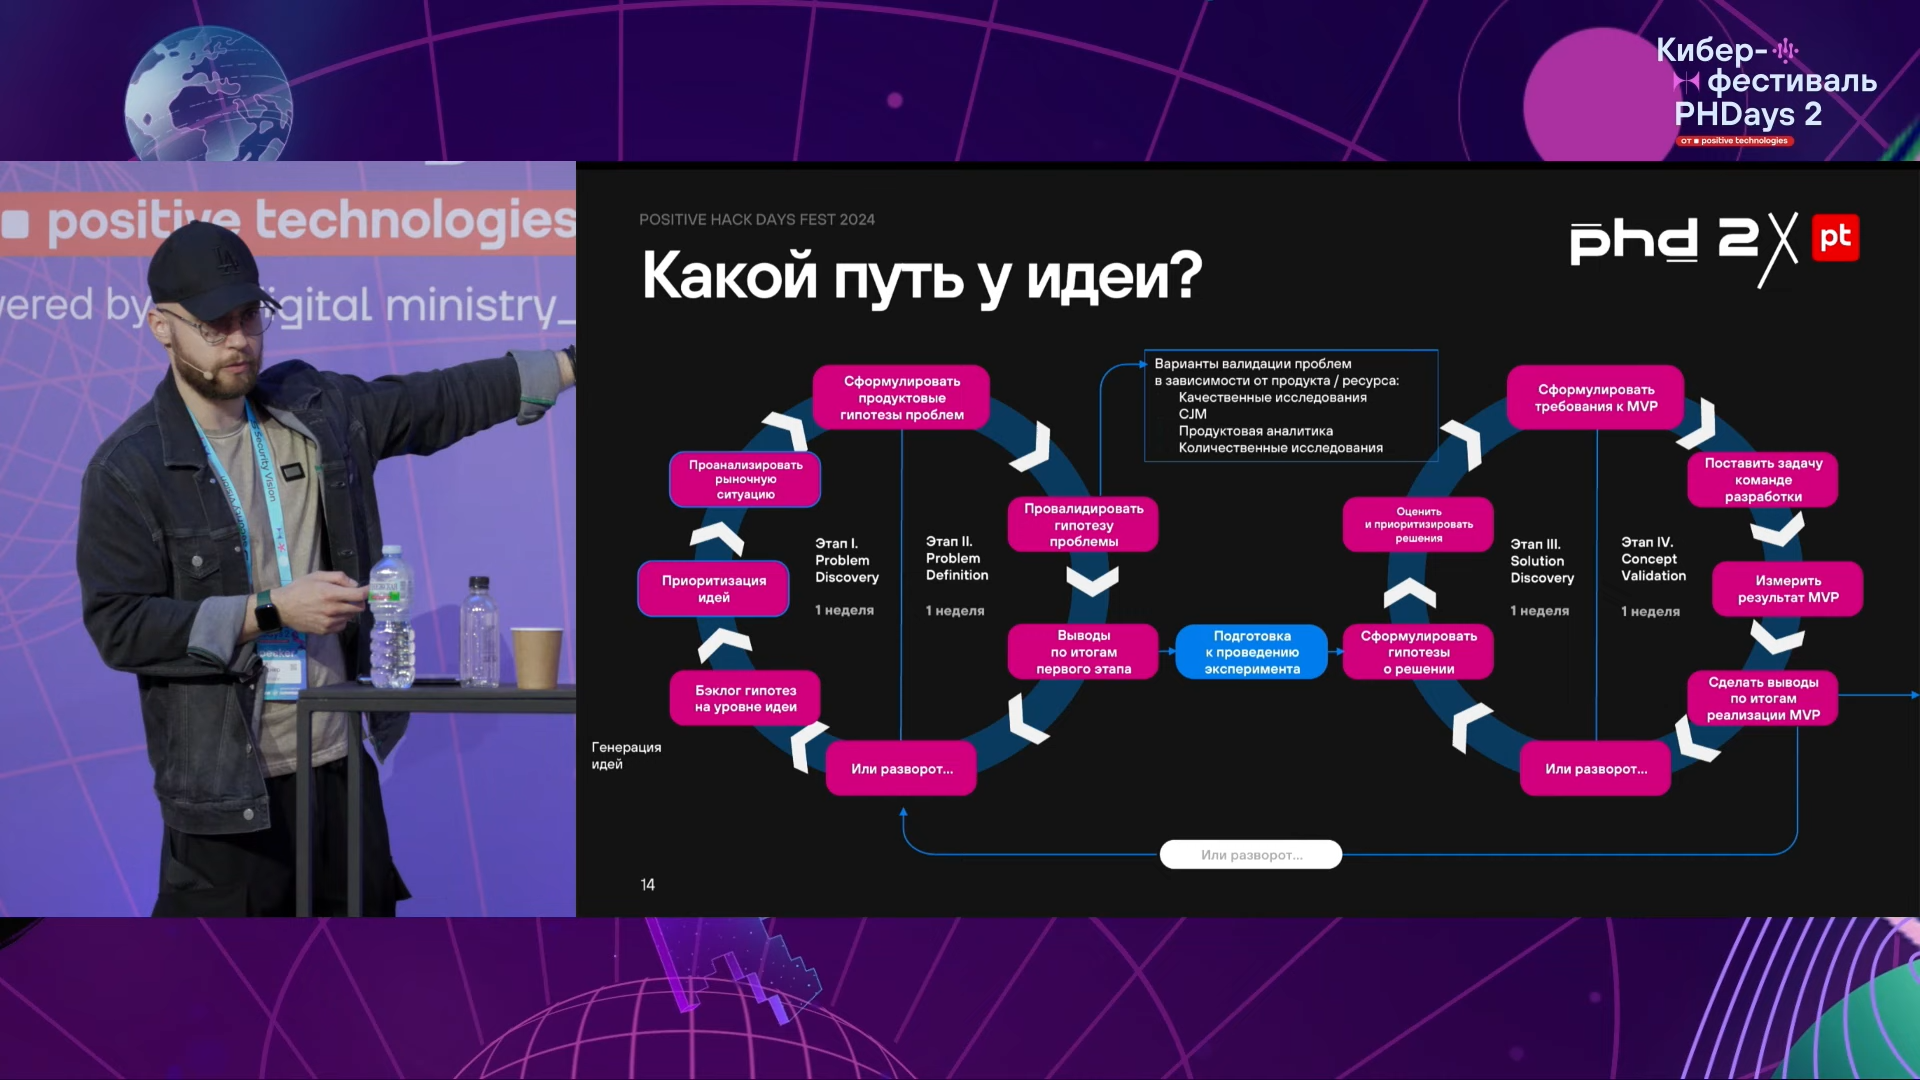 Кибер-
фестиваль
PHDays 2
от positive technologies
positive technologies
wered by
digital ministry_
POSITIVE HACK DAYS FEST 2024
Какой путь у идеи?
phd 2
pt
Сформулировать
продуктовые
гипотезы проблем
Проанализировать
рыночную
ситуацию
Приоритизация
идей
Бэклог гипотез
на уровне идеи
Генерация
идей
Этап I.
Problem
Discovery
1 неделя
Этап II.
Problem
Definition
1 неделя
Провалидировать
гипотезу
проблемы
Выводы
по итогам
первого этапа
Или разворот...
Варианты валидации проблем
в зависимости от продукта / ресурса:
Качественные исследования
CJM
Продуктовая аналитика
Количественные исследования
Подготовка
к проведению
эксперимента
Сформулировать
требования к MVP
Оценить
и приоритизировать
решения
Сформулировать
гипотезы
о решении
Этап III.
Solution
Discovery
1 неделя
Этап IV.
Concept
Validation
1 неделя
Поставить задачу
команде
разработки
Измерить
результат MVP
Сделать выводы
по итогам
реализации MVP
Или разворот...
Или разворот...
14